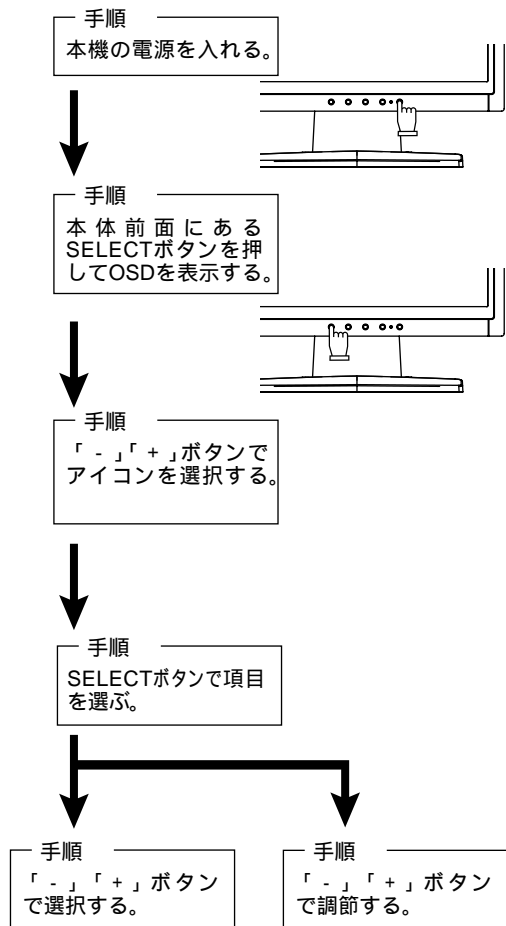 手順
本機の電源を入れる。
手順
本体前面にある
SELECTボタンを押
してOSDを表示する。
手順
「 - 」「 + 」ボタンで
アイコンを選択する。
手順
SELECTボタンで項目
を選ぶ。
手順
「 - 」「 + 」ボタン
で選択する。
手順
「 - 」「 + 」ボタン
で調節する。